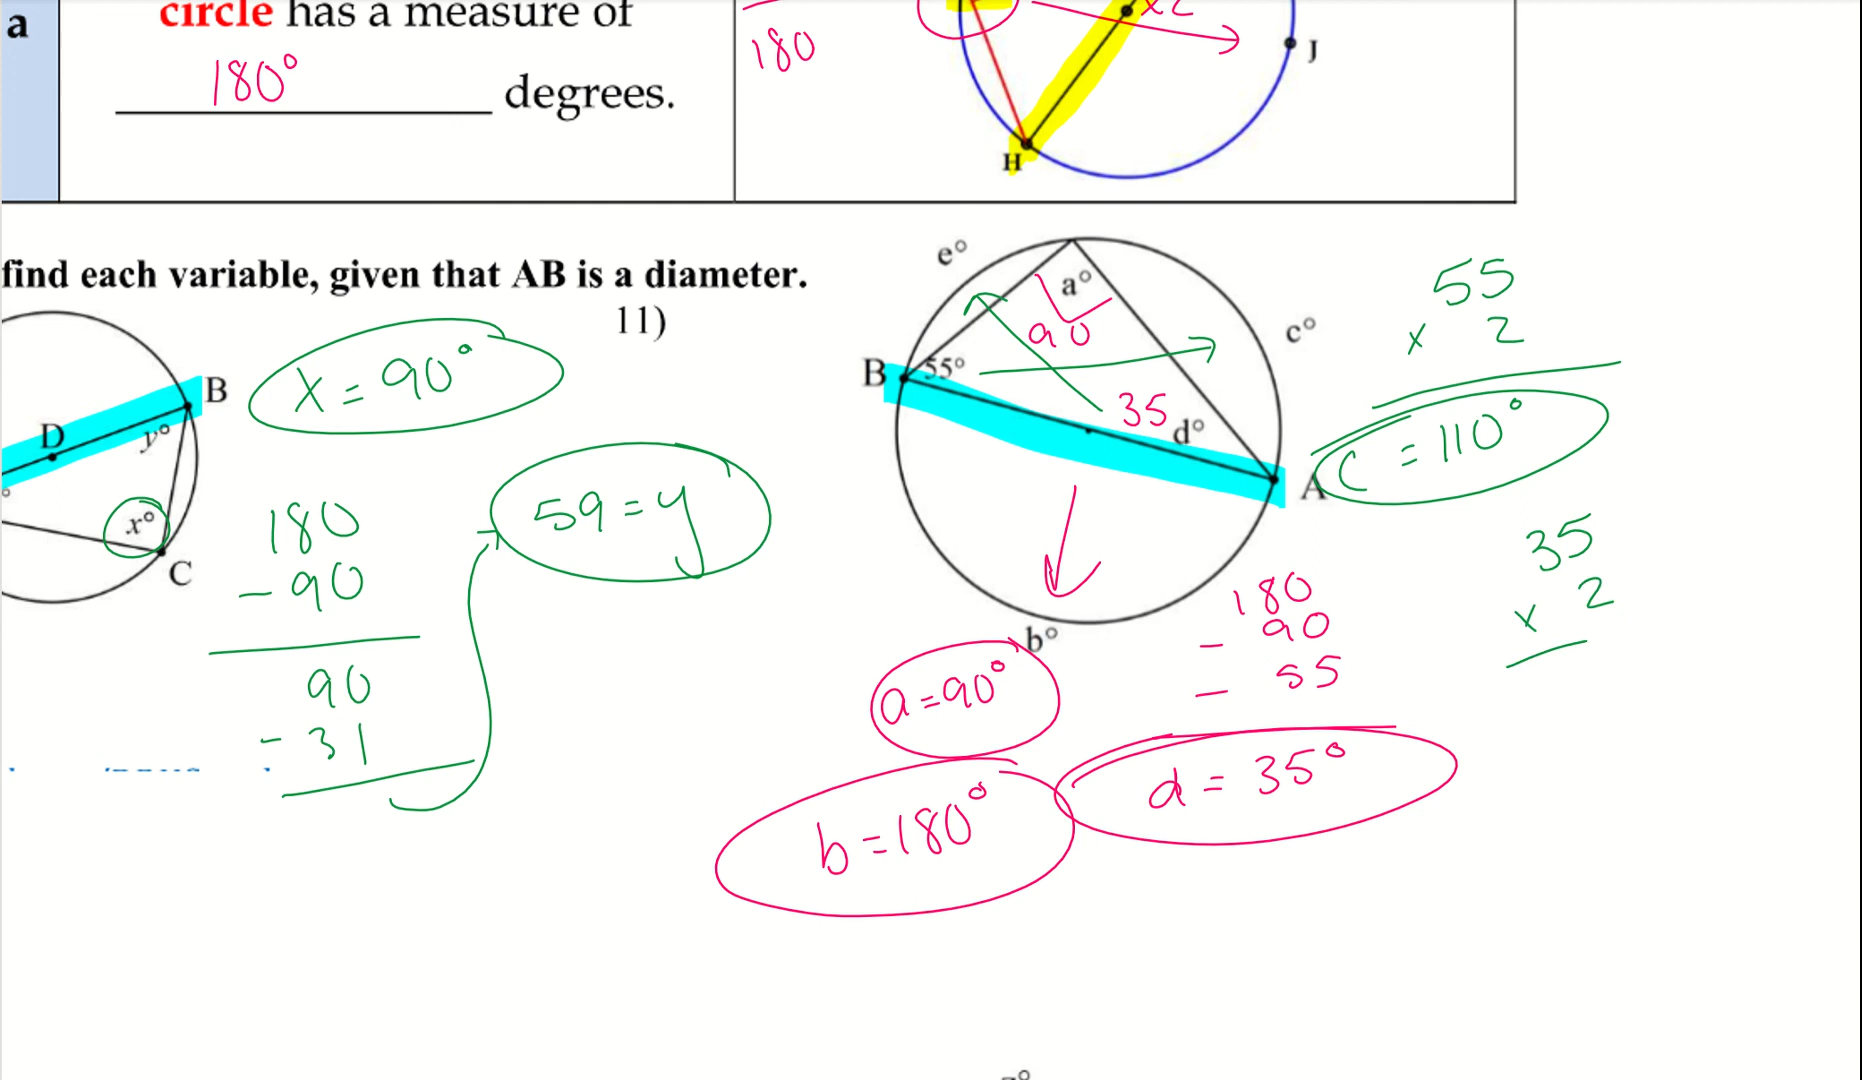 a
circle has a measure of
180°
degrees.
180
x2
J
H
find each variable, given that AB is a diameter.
11)
B
D
y°
x°
C
x = 90°
180
- 90
90
- 31
59 = y
e°
a°
90
c°
B
55°
35
d°
A
b°
55
x 2
c = 110°
35
x 2
180
- 90
- 55
d = 35°
a = 90°
b = 180°